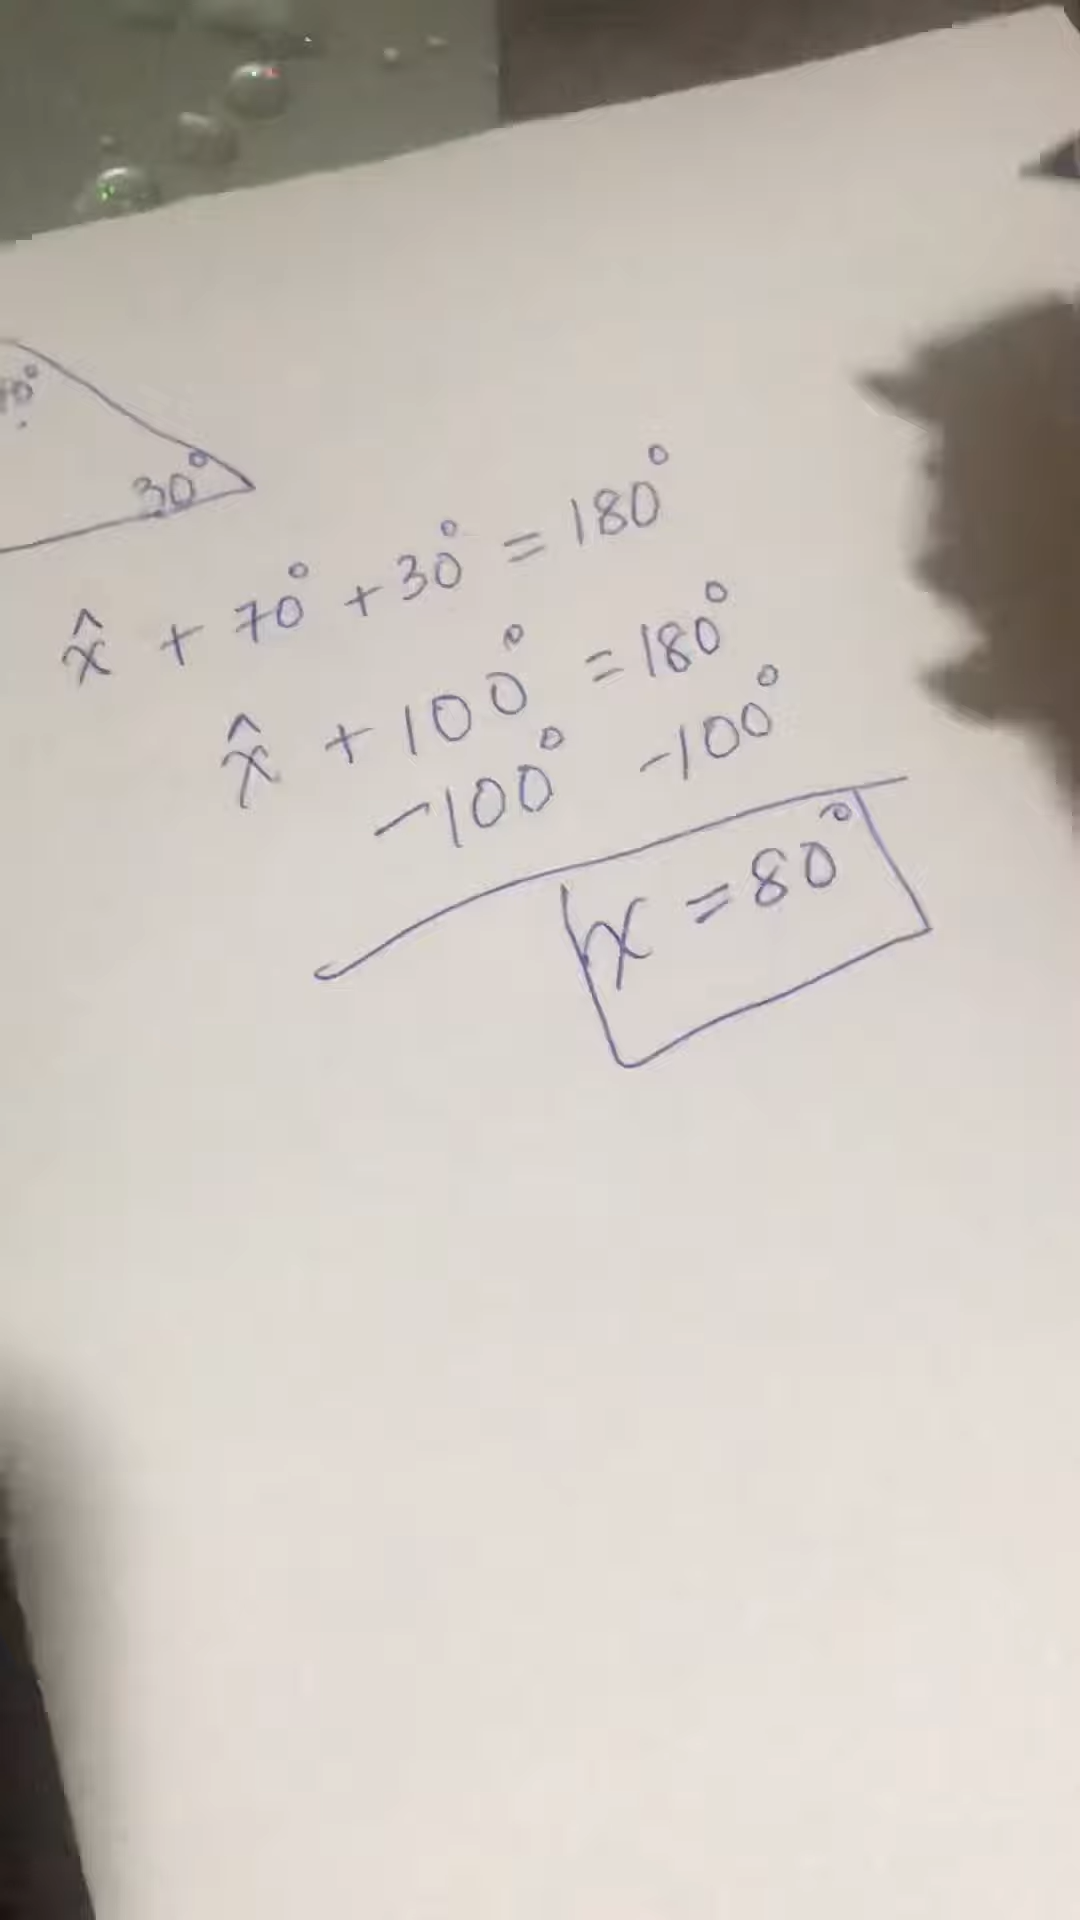 30°
x̂ + 70° + 30° = 180°
x̂ + 100° = 180°
-100° -100°
x = 80°